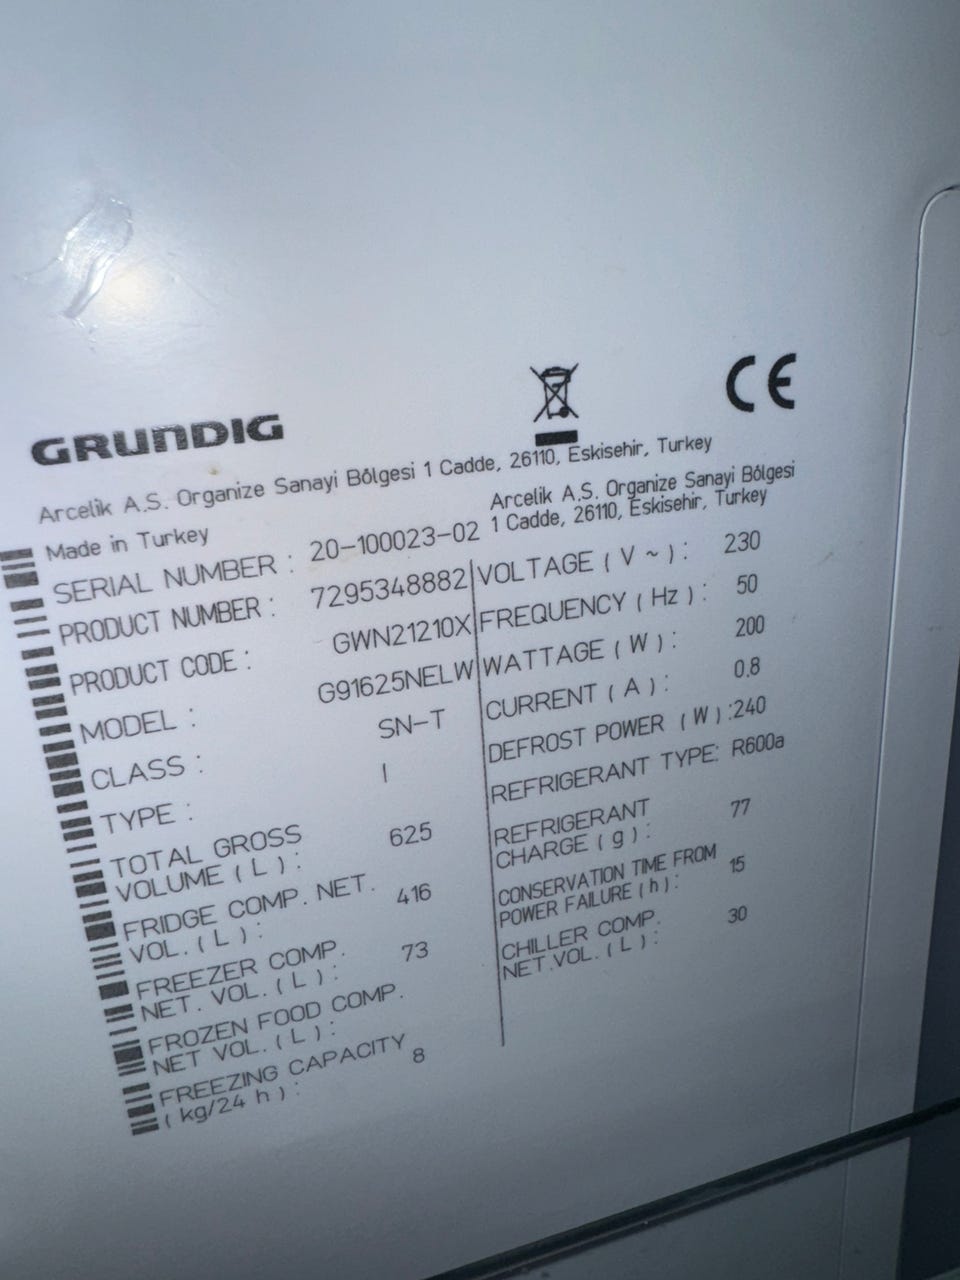 GRUNDIG
CE
Arcelik A.S. Organize Sanayi Bölgesi 1 Cadde, 26110, Eskisehir, Turkey
Made in Turkey
Arcelik A.S. Organize Sanayi Bölgesi
1 Cadde, 26110, Eskisehir, Turkey
SERIAL NUMBER : 20-100023-02
PRODUCT NUMBER : 7295348882
PRODUCT CODE : GWN21210X
MODEL : G91625NELW
CLASS : SN-T
TYPE : I
TOTAL GROSS
VOLUME ( L ) : 625
FRIDGE COMP. NET.
VOL. ( L ) : 416
FREEZER COMP.
NET. VOL. ( L ) : 73
FROZEN FOOD COMP.
NET VOL. ( L ) :
FREEZING CAPACITY
( kg/24 h ) : 8
VOLTAGE ( V ~ ) : 230
FREQUENCY ( Hz ) : 50
WATTAGE ( W ) : 200
CURRENT ( A ) : 0,8
DEFROST POWER ( W ) : 240
REFRIGERANT TYPE: R600a
REFRIGERANT
CHARGE ( g ) : 77
CONSERVATION TIME FROM
POWER FAILURE ( h ) : 15
CHILLER COMP.
NET.VOL. ( L ) : 30